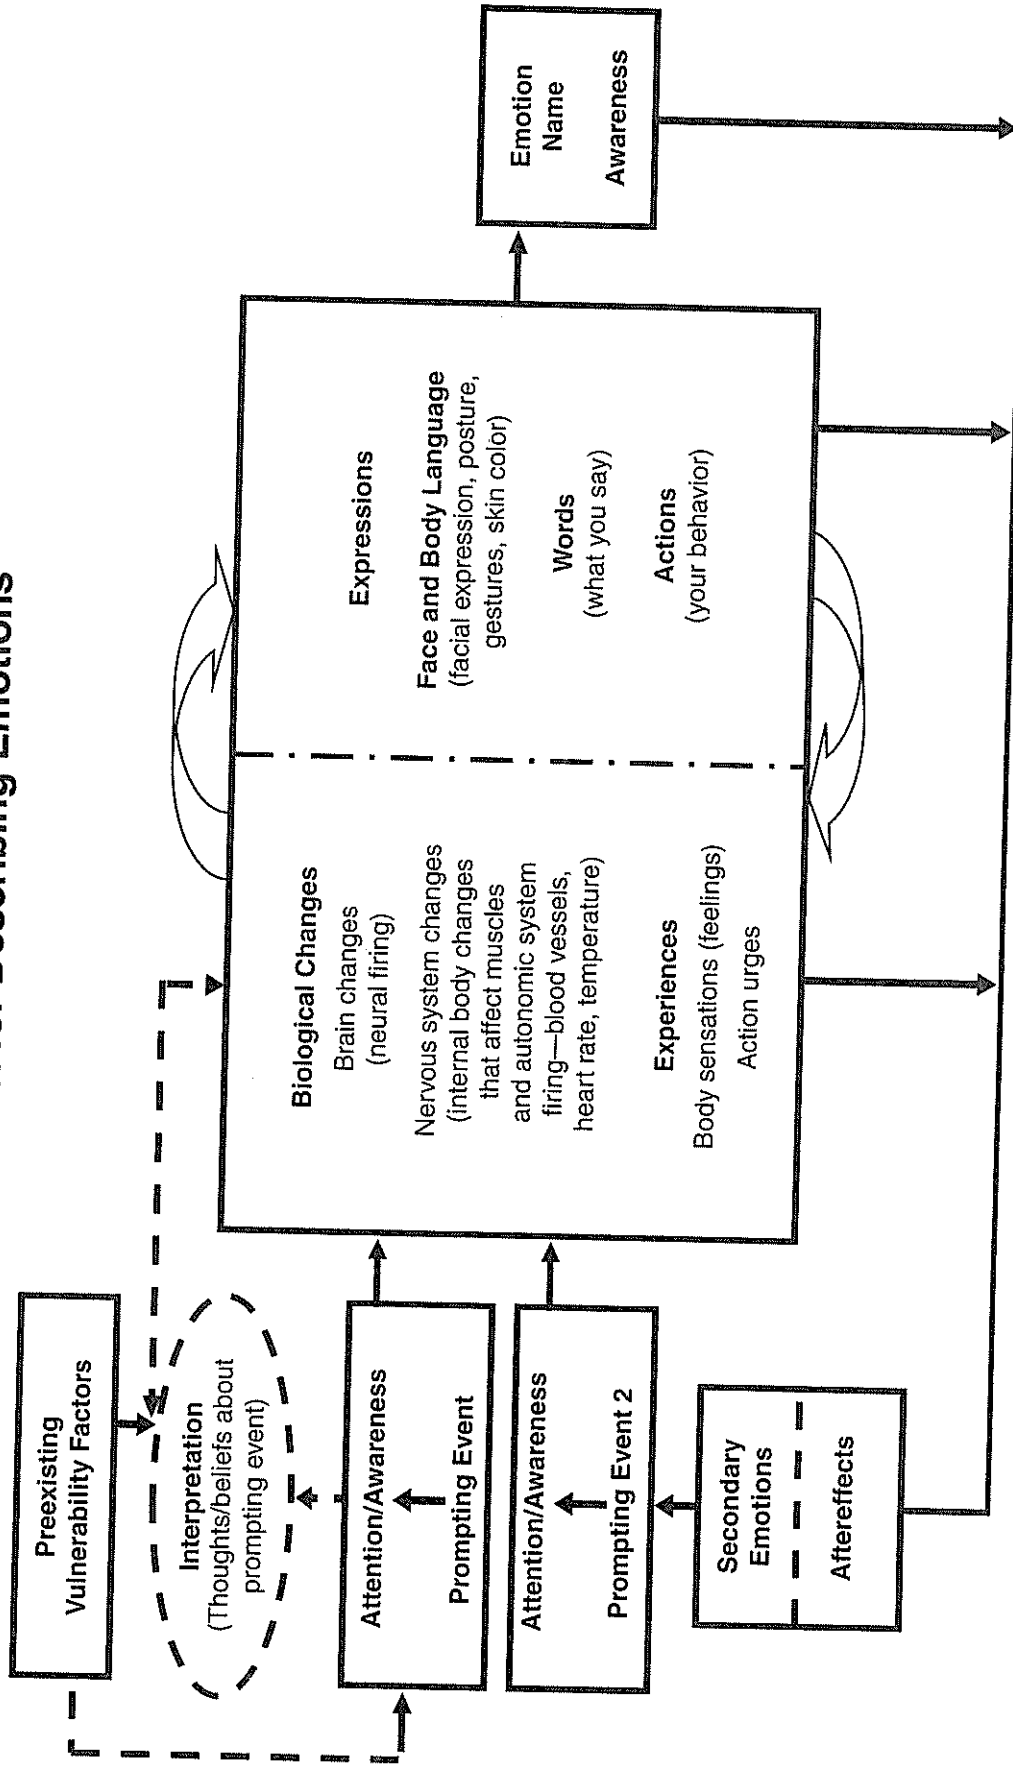 Describing Emotions
Preexisting
Vulnerability Factors
Interpretation
(Thoughts/beliefs about
prompting event)
Attention/Awareness
Prompting Event
Attention/Awareness
Prompting Event 2
Secondary
Emotions
Aftereffects
Biological Changes
Brain changes
(neural firing)
Nervous system changes
(internal body changes
that affect muscles
and autonomic system
firing—blood vessels,
heart rate, temperature)
Experiences
Body sensations (feelings)
Action urges
Expressions
Face and Body Language
(facial expression, posture,
gestures, skin color)
Words
(what you say)
Actions
(your behavior)
Emotion
Name
Awareness